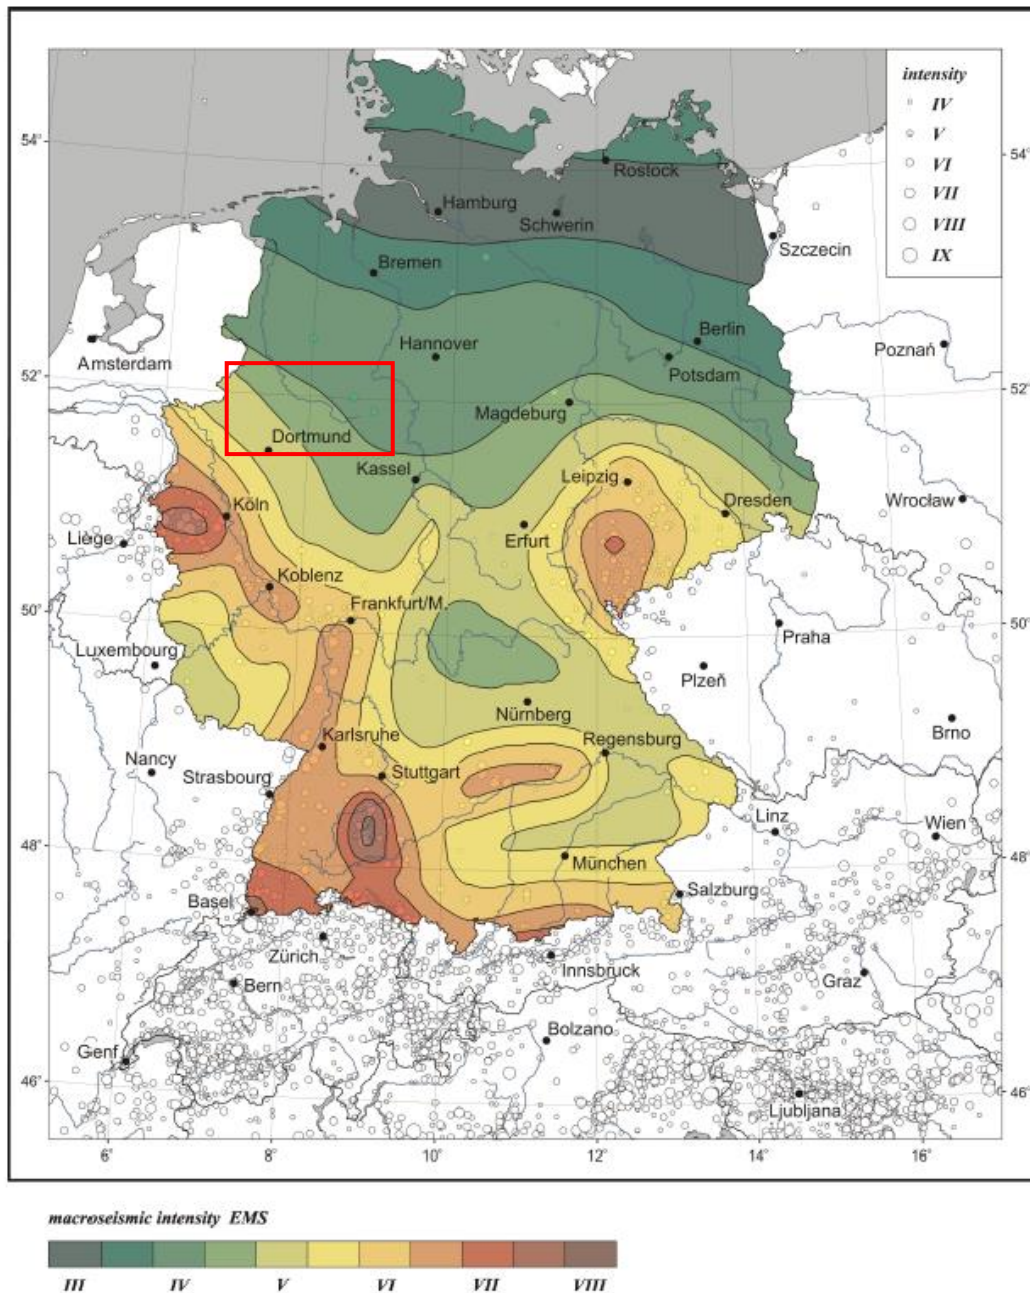 intensity
IV
V
VI
VII
VIII
IX
54°
54°
Rostock
Hamburg
Schwerin
Szczecin
Bremen
Berlin
Hannover
Poznań
Amsterdam
Potsdam
52°
52°
Magdeburg
Dortmund
Kassel
Leipzig
Dresden
Wrocław
Köln
Liège
Erfurt
Koblenz
Frankfurt/M.
50°
50°
Praha
Luxembourg
Plzeň
Nürnberg
Brno
Karlsruhe
Regensburg
Nancy
Strasbourg
Stuttgart
Linz
Wien
48°
48°
München
Salzburg
Basel
Zürich
Innsbruck
Bern
Graz
Bolzano
Genf
46°
46°
Ljubljana
6°
8°
10°
12°
14°
16°
macroseismic intensity EMS
III
IV
V
VI
VII
VIII